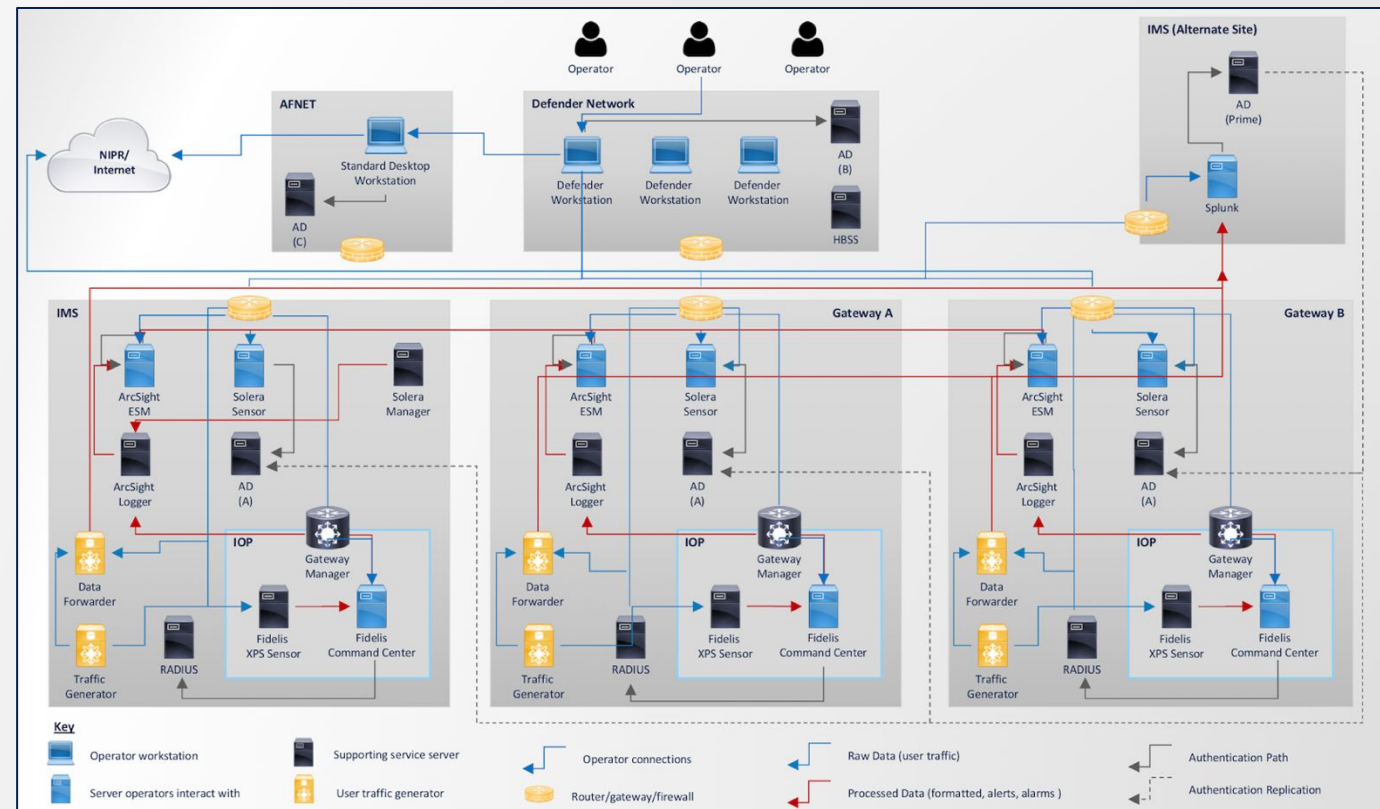 IMS (Alternate Site)
AD
(Prime)
Splunk
Operator
Operator
Operator
AFNET
Standard Desktop
Workstation
AD
(C)
NIPR/
Internet
Defender Network
Defender
Workstation
Defender
Workstation
Defender
Workstation
AD
(B)
HBSS
IMS
ArcSight
ESM
Solera
Sensor
Solera
Manager
ArcSight
Logger
AD
(A)
Data
Forwarder
IOP
Gateway
Manager
Traffic
Generator
RADIUS
Fidelis
XPS Sensor
Fidelis
Command Center
Gateway A
ArcSight
ESM
Solera
Sensor
ArcSight
Logger
AD
(A)
Data
Forwarder
IOP
Gateway
Manager
Traffic
Generator
RADIUS
Fidelis
XPS Sensor
Fidelis
Command Center
Gateway B
ArcSight
ESM
Solera
Sensor
ArcSight
Logger
AD
(A)
Data
Forwarder
IOP
Gateway
Manager
Traffic
Generator
RADIUS
Fidelis
XPS Sensor
Fidelis
Command Center
Key
Operator workstation
Supporting service server
Operator connections
Raw Data (user traffic)
Authentication Path
Server operators interact with
User traffic generator
Router/gateway/firewall
Processed Data (formatted, alerts, alarms )
Authentication Replication